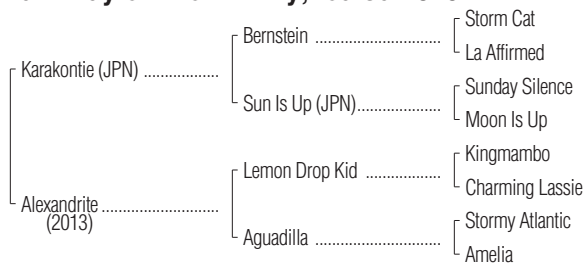 Storm Cat
Bernstein ....................
La Affirmed
Karakontie (JPN) ..................
Sunday Silence
Sun Is Up (JPN)....................
Moon Is Up
Kingmambo
Lemon Drop Kid ..................
Charming Lassie
Alexandrite ............................
(2013)
Stormy Atlantic
Aguadilla .......................
Amelia